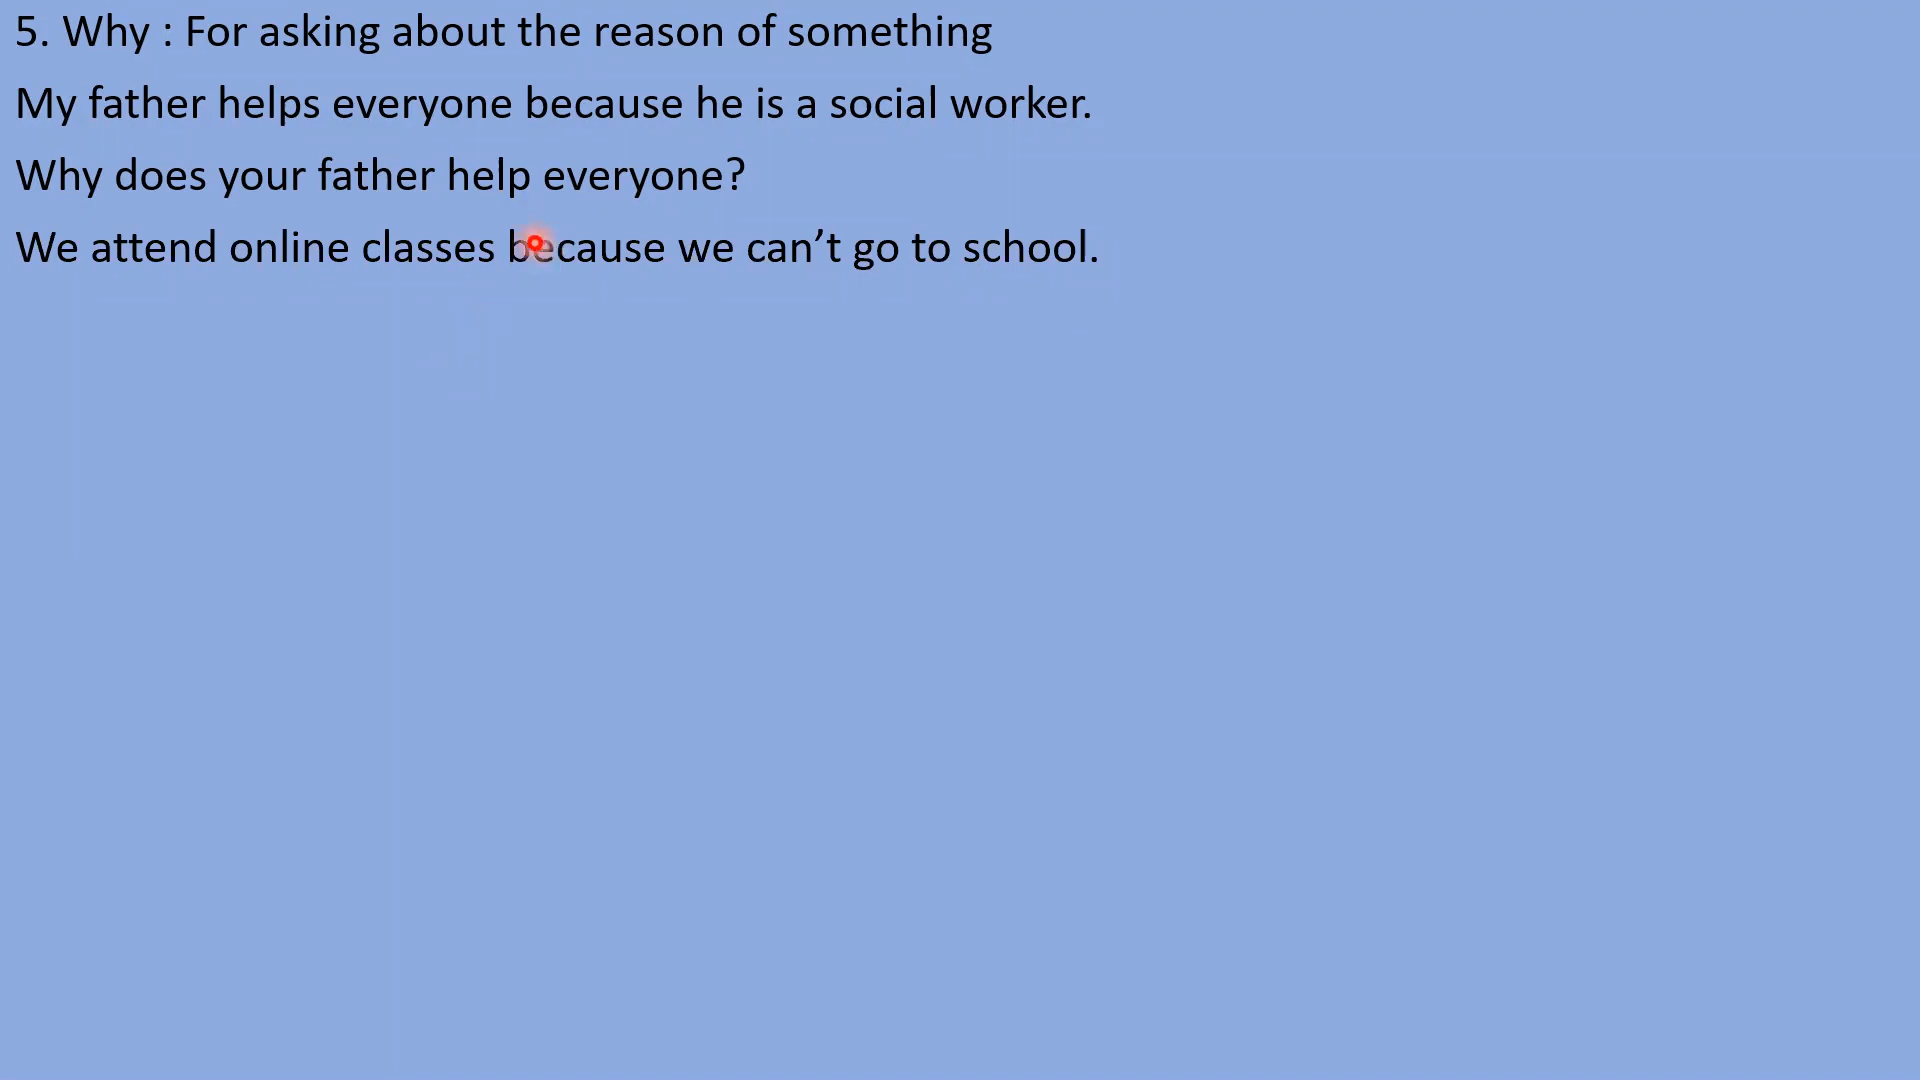 5. Why : For asking about the reason of something
My father helps everyone because he is a social worker.
Why does your father help everyone?
We attend online classes because we can’t go to school.